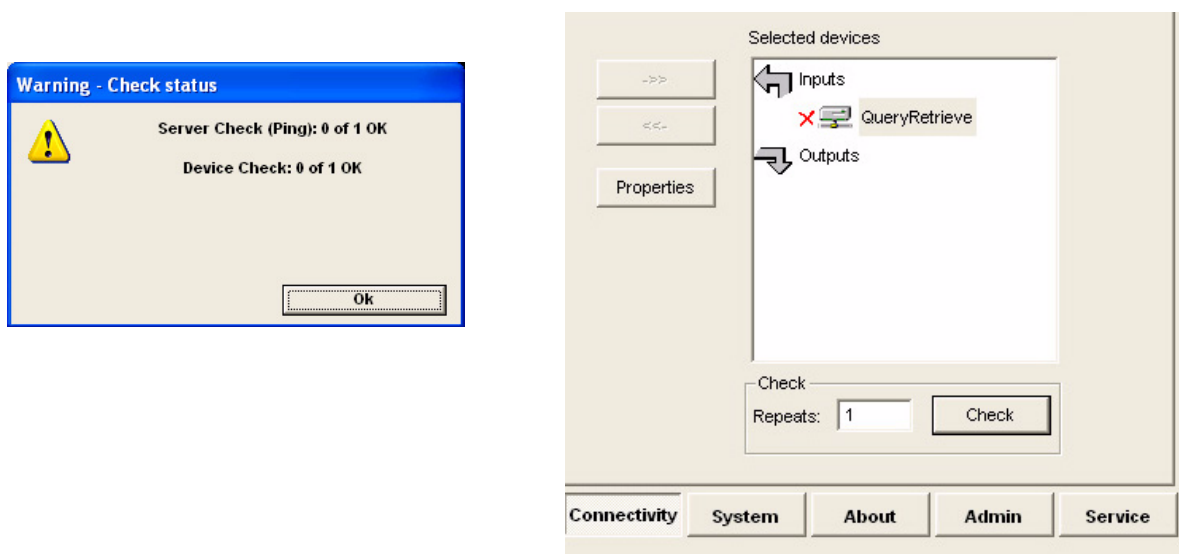 Warning - Check status
Server Check (Ping): 0 of 1 OK
Device Check: 0 of 1 OK
Ok
Selected devices
->>
<<-
Properties
Inputs
QueryRetrieve
Outputs
Check
Repeats: 1 Check
Connectivity System About Admin Service